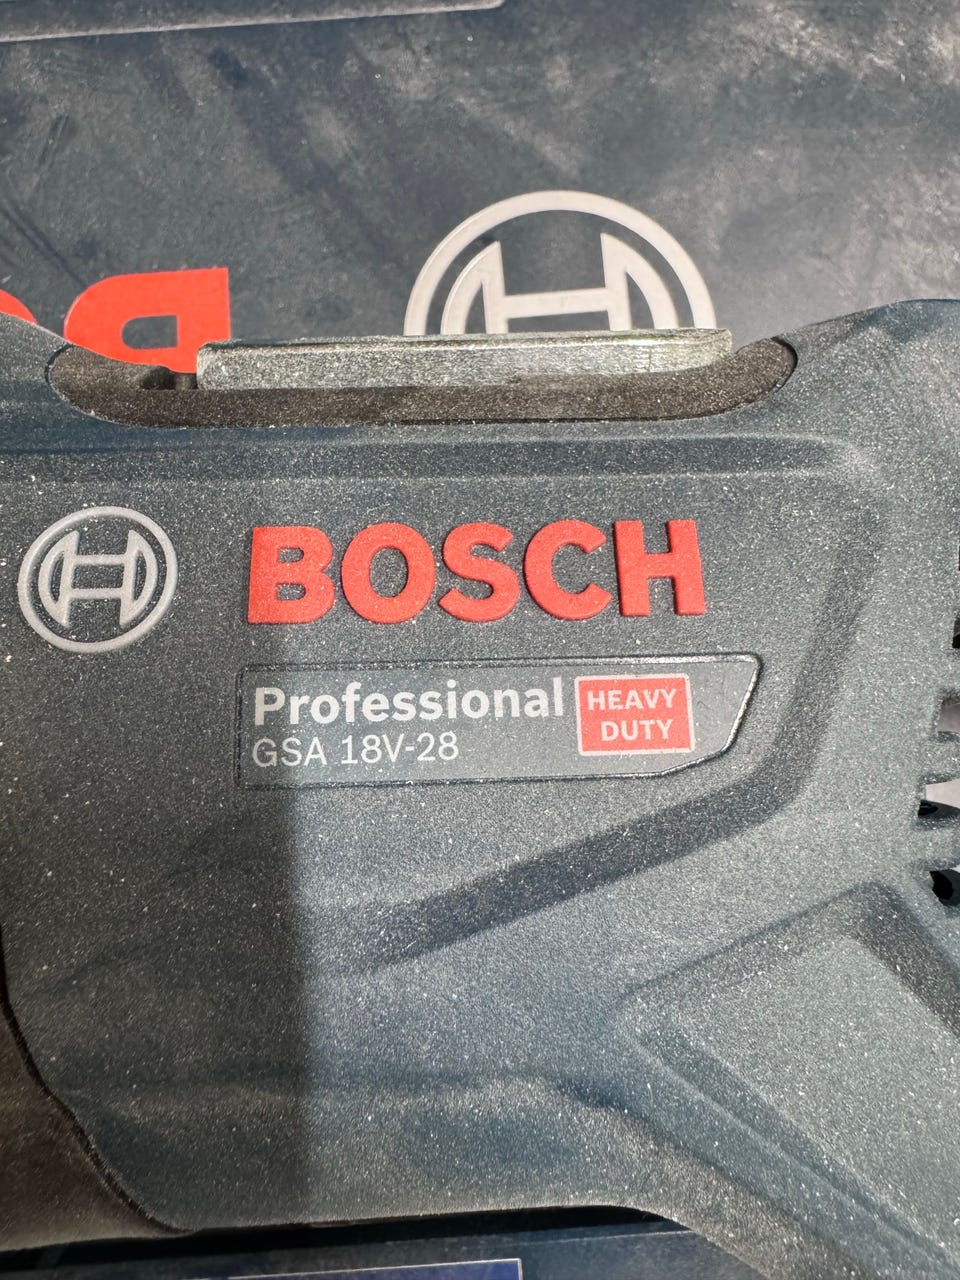 BOSCH
Professional
GSA 18V-28
HEAVY
DUTY